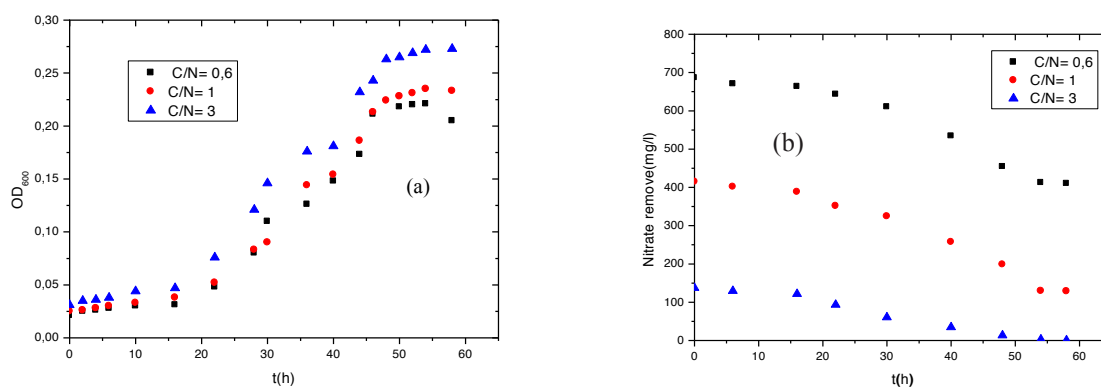 0,30
0,25
0,20
0,15
0,10
0,05
0,00
OD600
C/N= 0,6
C/N= 1
C/N= 3
(a)
0 10 20 30 40 50 60
t(h)
800
700
600
500
400
300
200
100
0
Nitrate remove(mg/l)
C/N= 0,6
C/N= 1
C/N= 3
(b)
0 10 20 30 40 50 60
t(h)